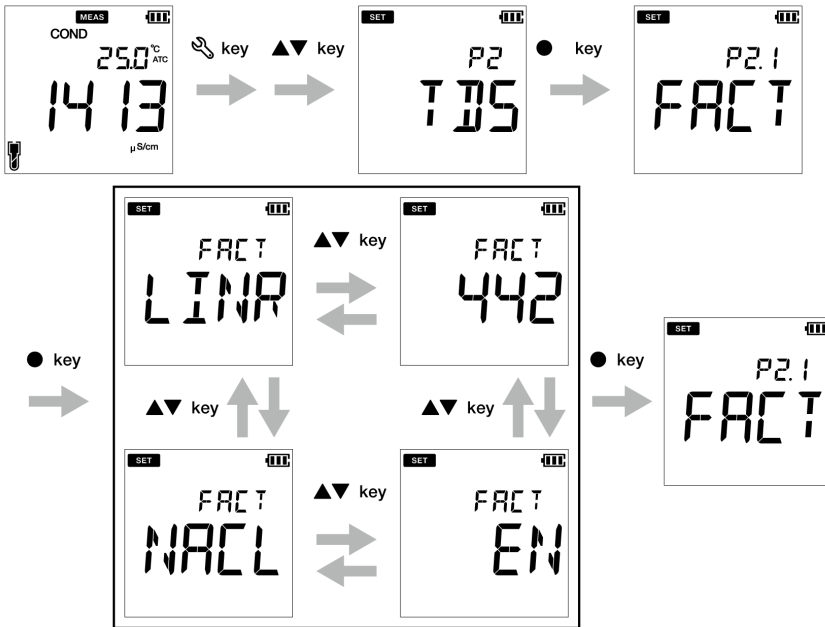 MEAS
COND
25.0 °C
ATC
1413
µS/cm
key
▲▼ key
SET
P2
TDS
● key
SET
P2.1
FACT
● key
SET
FACT
LINR
▲▼ key
SET
FACT
442
▲▼ key
▲▼ key
SET
FACT
NACL
▲▼ key
SET
FACT
EN
● key
SET
P2.1
FACT